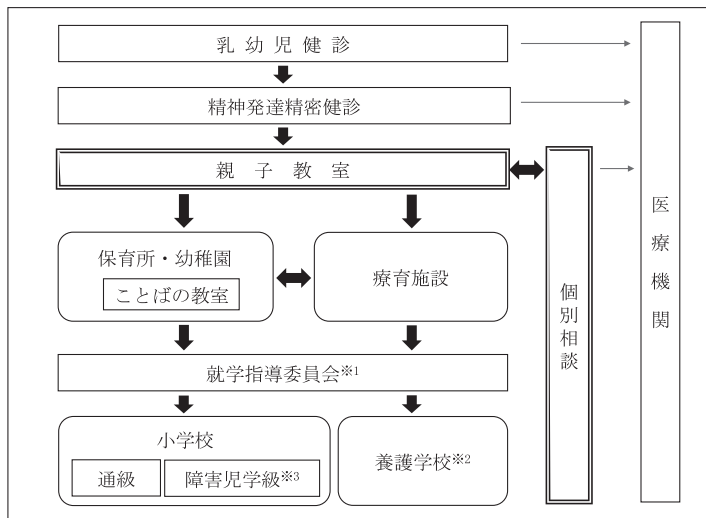 乳幼児健診
精神発達精密健診
親子教室
保育所・幼稚園
ことばの教室
療育施設
就学指導委員会※1
小学校
通級
障害児学級※3
養護学校※2
個別相談
医療機関